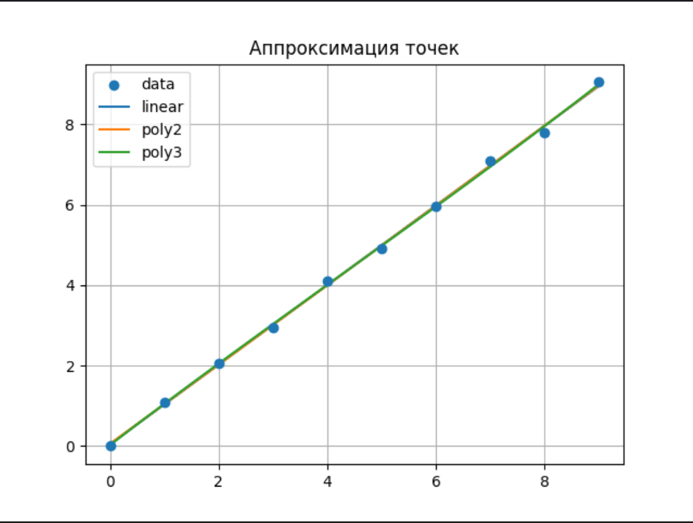 Аппроксимация точек
data
linear
poly2
poly3
8
6
4
2
0
0 2 4 6 8